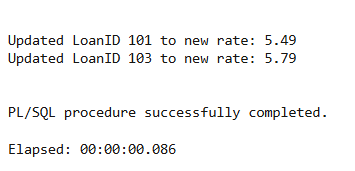 Updated LoanID 101 to new rate: 5.49
Updated LoanID 103 to new rate: 5.79
PL/SQL procedure successfully completed.
Elapsed: 00:00:00.086